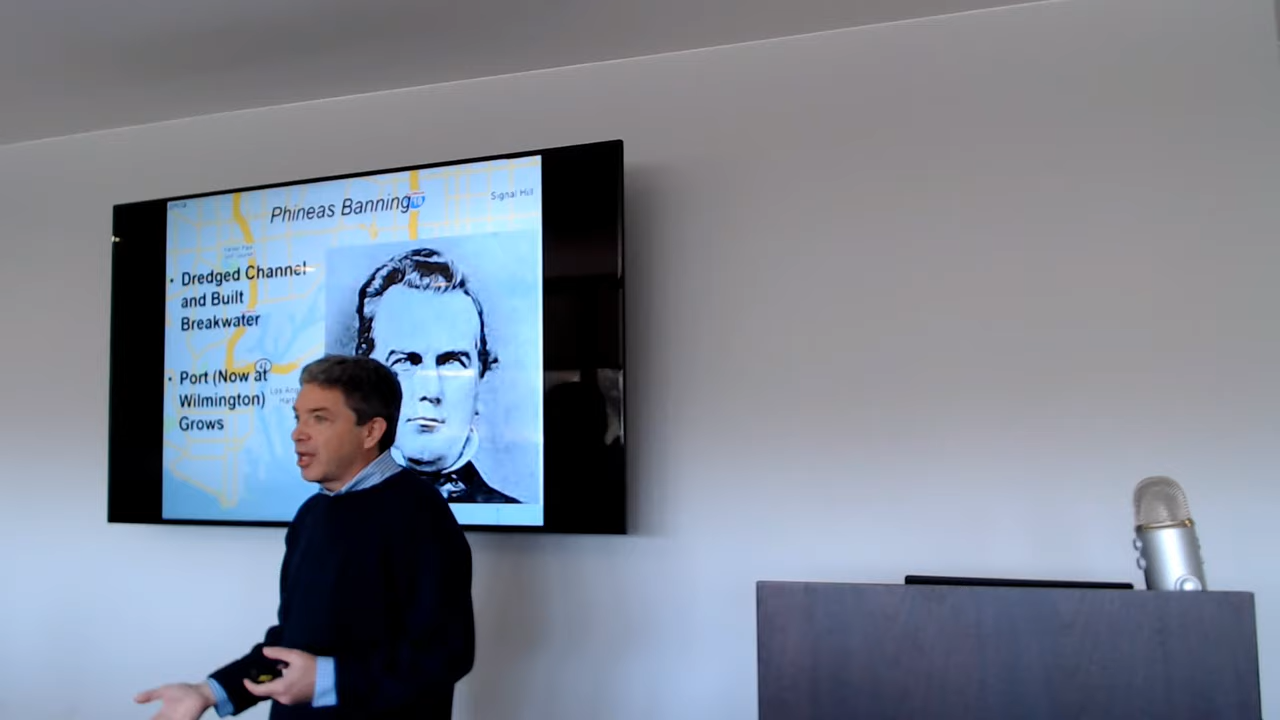 Phineas Banning
Signal Hill
• Dredged Channel
and Built
Breakwater
• Port (Now at
Wilmington)
Grows